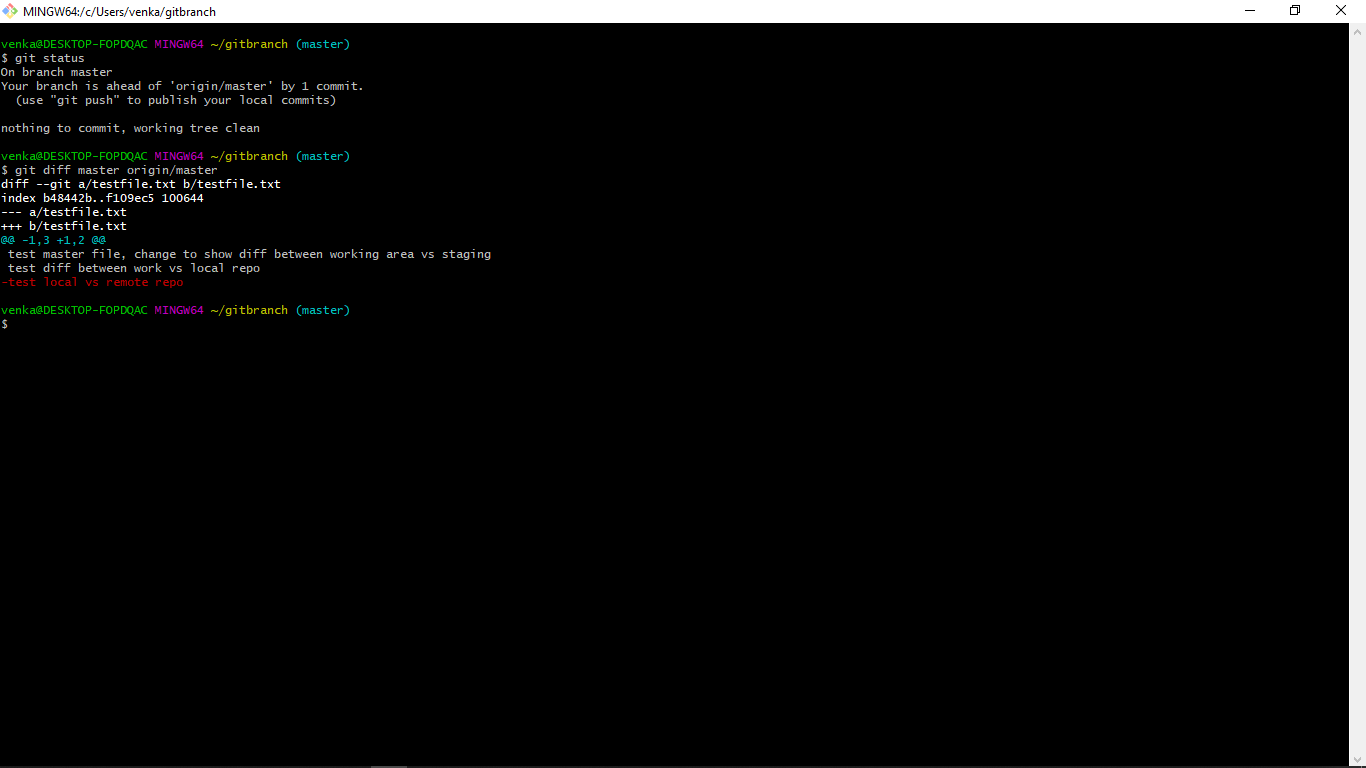 MINGW64:/c/Users/venka/gitbranch
venka@DESKTOP-FOPDQAC MINGW64 ~/gitbranch (master)
$ git status
On branch master
Your branch is ahead of 'origin/master' by 1 commit.
  (use "git push" to publish your local commits)
nothing to commit, working tree clean
venka@DESKTOP-FOPDQAC MINGW64 ~/gitbranch (master)
$ git diff master origin/master
diff --git a/testfile.txt b/testfile.txt
index b48442b..f109ec5 100644
--- a/testfile.txt
+++ b/testfile.txt
@@ -1,3 +1,2 @@
 test master file, change to show diff between working area vs staging
 test diff between work vs local repo
-test local vs remote repo
venka@DESKTOP-FOPDQAC MINGW64 ~/gitbranch (master)
$